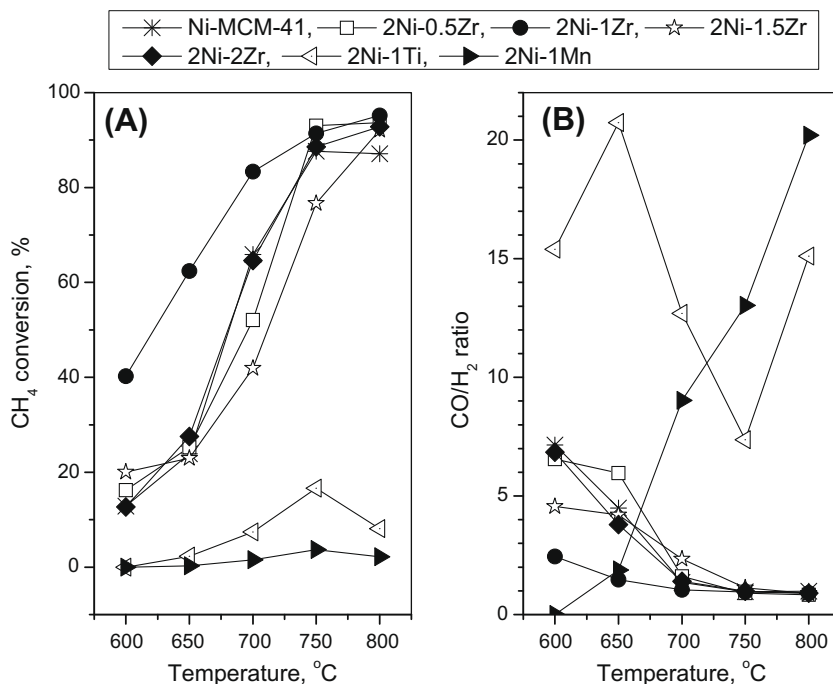 Ni-MCM-41, 2Ni-0.5Zr, 2Ni-1Zr, 2Ni-1.5Zr
2Ni-2Zr, 2Ni-1Ti, 2Ni-1Mn
(A)
CH4 conversion, %
100
80
60
40
20
0
600 650 700 750 800
Temperature, °C
(B)
CO/H2 ratio
20
15
10
5
0
600 650 700 750 800
Temperature, °C